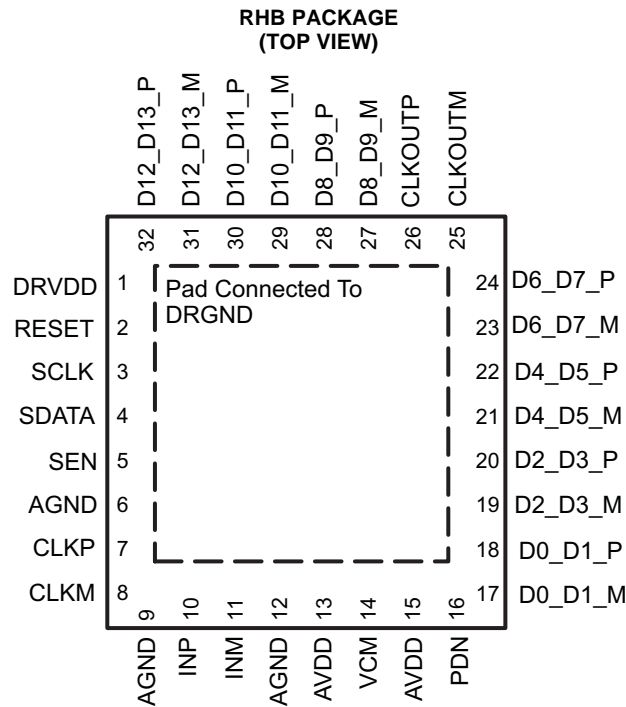 RHB PACKAGE
(TOP VIEW)
D12_D13_P
D12_D13_M
D10_D11_P
D10_D11_M
D8_D9_P
D8_D9_M
CLKOUTP
CLKOUTM
32
31
30
29
28
27
26
25
DRVDD 1
RESET 2
SCLK 3
SDATA 4
SEN 5
AGND 6
CLKP 7
CLKM 8
Pad Connected To
DRGND
24 D6_D7_P
23 D6_D7_M
22 D4_D5_P
21 D4_D5_M
20 D2_D3_P
19 D2_D3_M
18 D0_D1_P
17 D0_D1_M
9
10
11
12
13
14
15
16
AGND
INP
INM
AGND
AVDD
VCM
AVDD
PDN